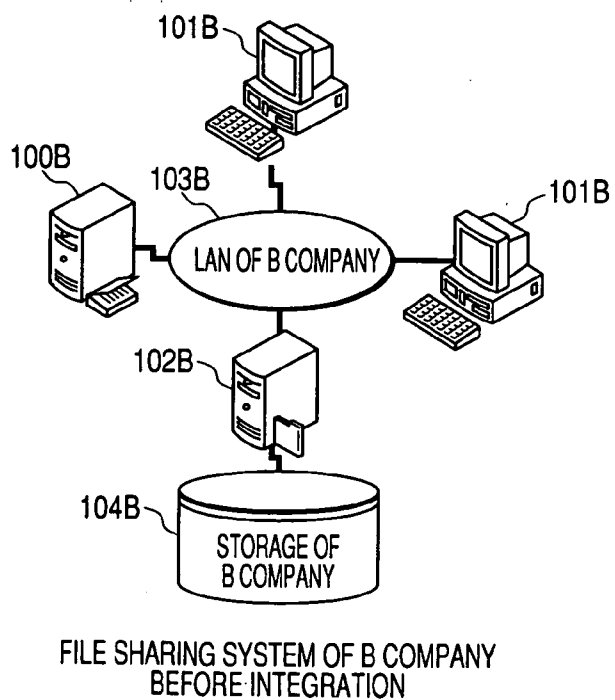 101B
100B
103B
101B
LAN OF B COMPANY
102B
104B
STORAGE OF
B COMPANY
FILE SHARING SYSTEM OF B COMPANY
BEFORE INTEGRATION